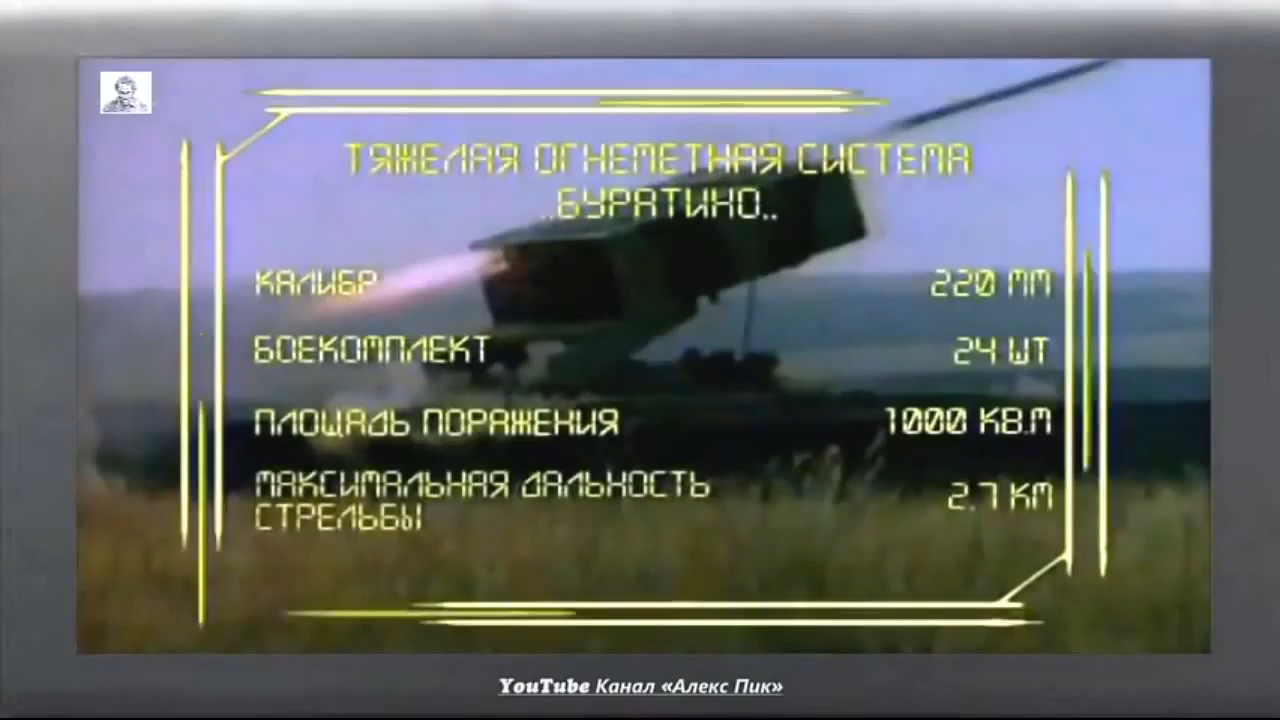 ТЯЖЕЛАЯ ОГНЕМЕТНАЯ СИСТЕМА
„БУРАТИНО„
КАЛИБР 220 ММ
БОЕКОМПЛЕКТ 24 ШТ
ПЛОЩАДЬ ПОРАЖЕНИЯ 1000 КВ.М
МАКСИМАЛЬНАЯ ДАЛЬНОСТЬ
СТРЕЛЬБЫ 2.7 КМ
YouTube Канал «Алекс Пик»